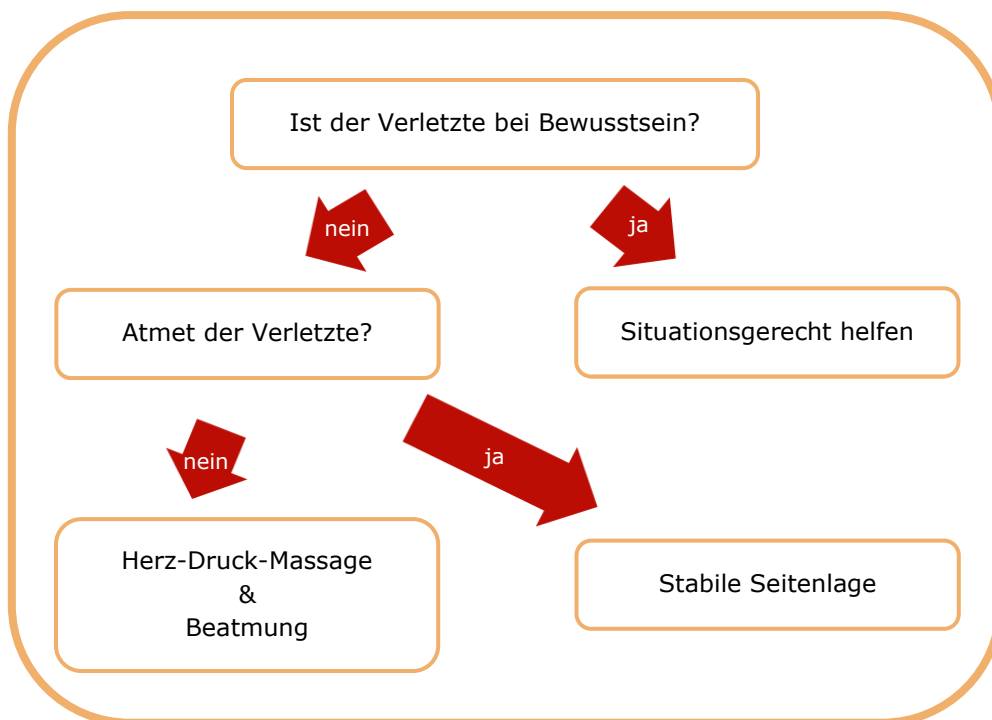 Ist der Verletzte bei Bewusstsein?
nein
ja
Atmet der Verletzte?
Situationsgerecht helfen
nein
ja
Herz-Druck-Massage
&
Beatmung
Stabile Seitenlage